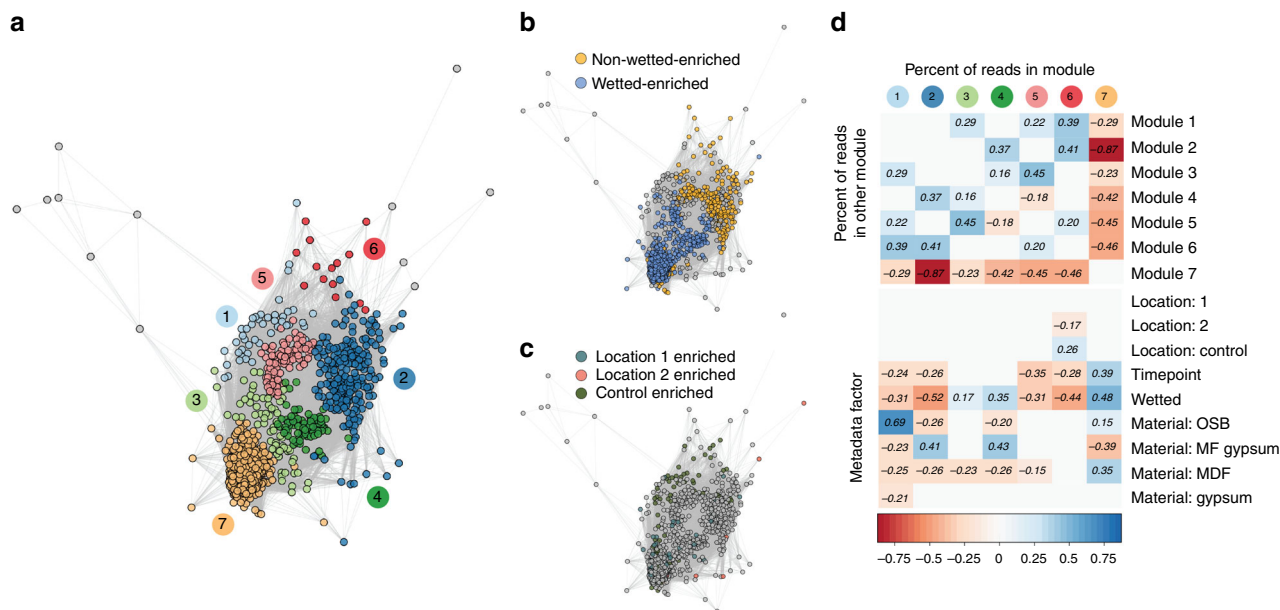 a
5
6
1
2
3
4
7
b
Non-wetted-enriched
Wetted-enriched
c
Location 1 enriched
Location 2 enriched
Control enriched
d
Percent of reads in module
1 2 3 4 5 6 7
Percent of reads
in other module
0.29 0.22 0.39 −0.29 Module 1
0.37 0.41 −0.87 Module 2
0.29 0.16 0.45 −0.23 Module 3
0.37 0.16 −0.18 −0.42 Module 4
0.22 0.45 −0.18 0.20 −0.45 Module 5
0.39 0.41 0.20 −0.46 Module 6
−0.29 −0.87 −0.23 −0.42 −0.45 −0.46 Module 7
Metadata factor
Location: 1
−0.17 Location: 2
0.26 Location: control
−0.24 −0.26 −0.35 −0.28 0.39 Timepoint
−0.31 −0.52 0.17 0.35 −0.31 −0.44 0.48 Wetted
0.69 −0.26 −0.20 0.15 Material: OSB
−0.23 0.41 0.43 −0.39 Material: MF gypsum
−0.25 −0.26 −0.23 −0.26 −0.15 0.35 Material: MDF
−0.21 Material: gypsum
−0.75 −0.5 −0.25 0 0.25 0.5 0.75